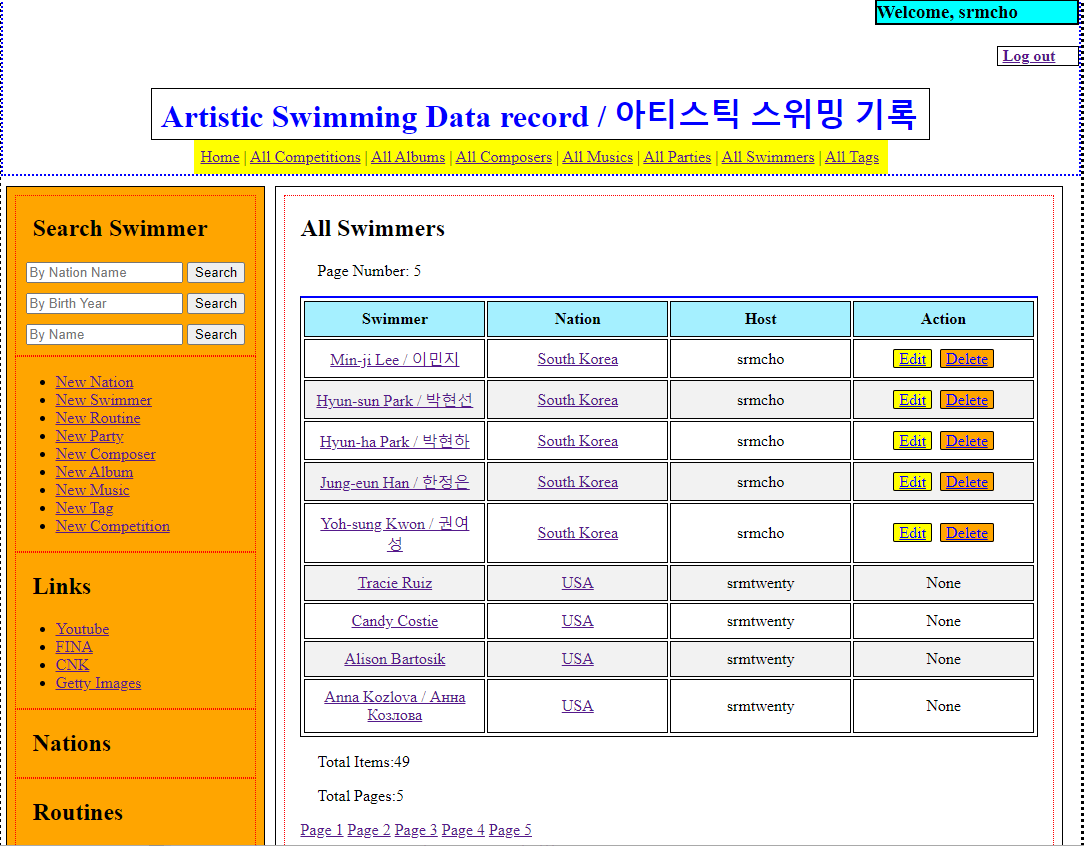 Welcome, srmcho
Log out
Artistic Swimming Data record / 아티스틱 스위밍 기록
Home | All Competitions | All Albums | All Composers | All Musics | All Parties | All Swimmers | All Tags
Search Swimmer
By Nation Name Search
By Birth Year Search
By Name Search
New Nation
New Swimmer
New Routine
New Party
New Composer
New Album
New Music
New Tag
New Competition
Links
Youtube
FINA
CNK
Getty Images
Nations
Routines
All Swimmers
Page Number: 5
Swimmer Nation Host Action
Min-ji Lee / 이민지 South Korea srmcho Edit Delete
Hyun-sun Park / 박현선 South Korea srmcho Edit Delete
Hyun-ha Park / 박현하 South Korea srmcho Edit Delete
Jung-eun Han / 한정은 South Korea srmcho Edit Delete
Yoh-sung Kwon / 권여
성 South Korea srmcho Edit Delete
Tracie Ruiz USA srmtwenty None
Candy Costie USA srmtwenty None
Alison Bartosik USA srmtwenty None
Anna Kozlova / Анна
Козлова USA srmtwenty None
Total Items:49
Total Pages:5
Page 1 Page 2 Page 3 Page 4 Page 5